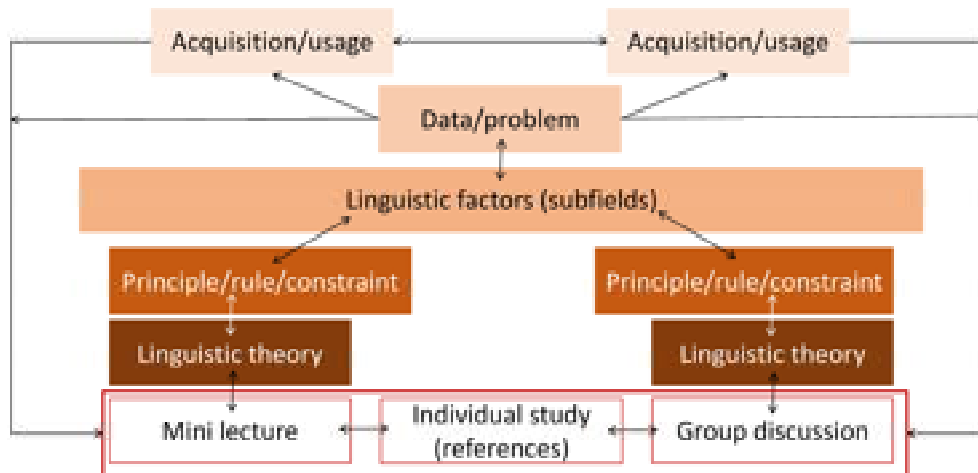 Acquisition/usage
Acquisition/usage
Data/problem
Linguistic factors (subfields)
Principle/rule/constraint
Principle/rule/constraint
Linguistic theory
Linguistic theory
Mini lecture
Individual study
(references)
Group discussion